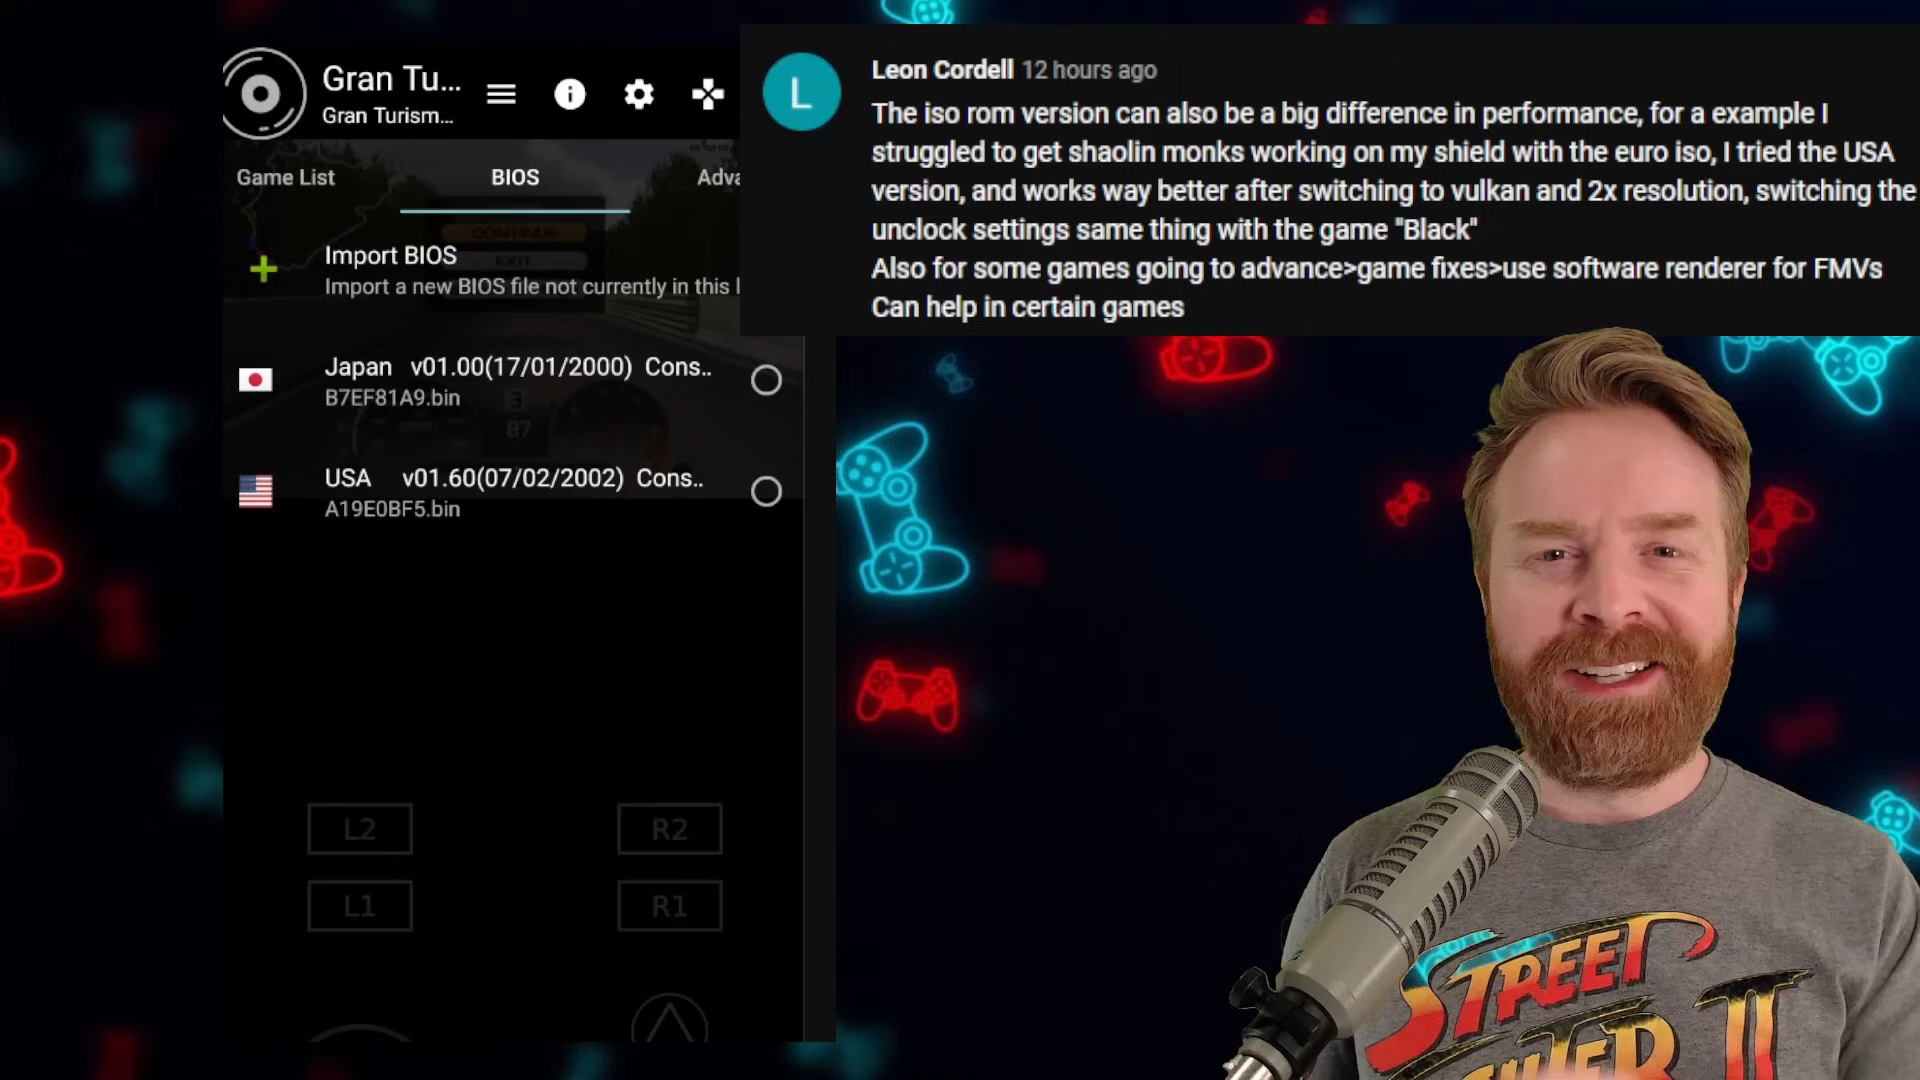 Gran Tu...
Gran Turism...
Game List
BIOS
Adva
CONTINUE
EXIT
Import BIOS
Import a new BIOS file not currently in this l
Japan v01.00(17/01/2000) Cons..
B7EF81A9.bin
3
87
USA v01.60(07/02/2002) Cons..
A19E0BF5.bin
L2
R2
L1
R1
L
Leon Cordell 12 hours ago
The iso rom version can also be a big difference in performance, for a example I
struggled to get shaolin monks working on my shield with the euro iso, I tried the USA
version, and works way better after switching to vulkan and 2x resolution, switching the
unclock settings same thing with the game "Black"
Also for some games going to advance>game fixes>use software renderer for FMVs
Can help in certain games
STREET
FIGHTER II